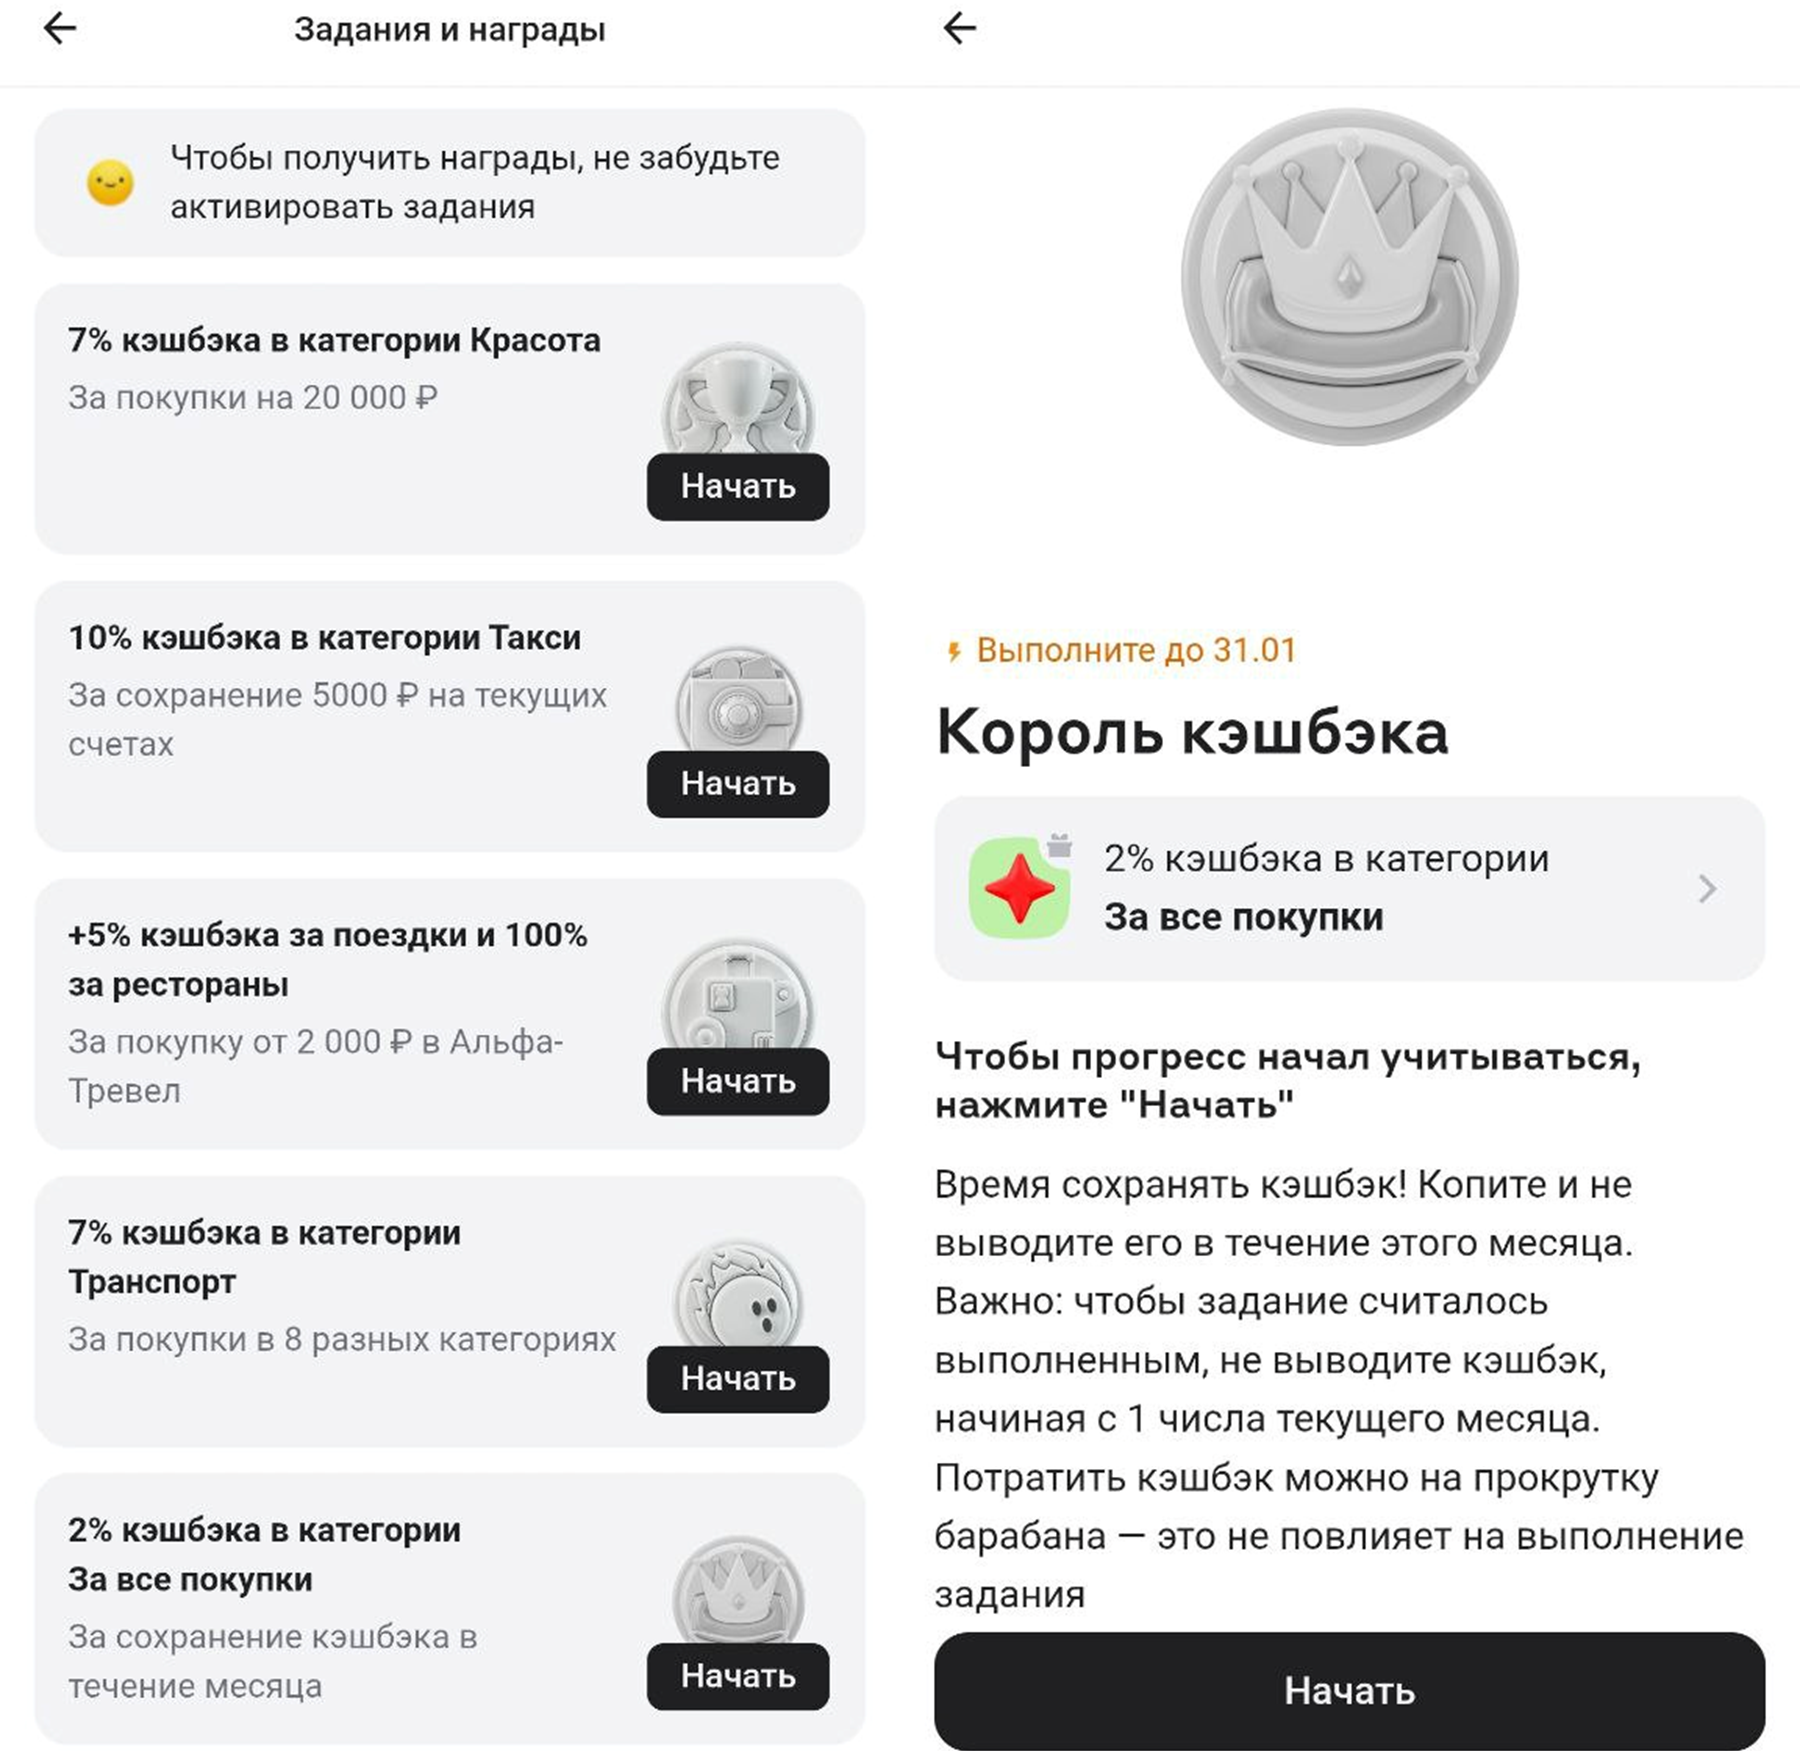 Задания и награды
Чтобы получить награды, не забудьте
активировать задания
7% кэшбэка в категории Красота
За покупки на 20 000 ₽
Начать
10% кэшбэка в категории Такси
За сохранение 5000 ₽ на текущих
счетах
Начать
+5% кэшбэка за поездки и 100%
за рестораны
За покупку от 2 000 ₽ в Альфа-
Тревел
Начать
7% кэшбэка в категории
Транспорт
За покупки в 8 разных категориях
Начать
2% кэшбэка в категории
За все покупки
За сохранение кэшбэка в
течение месяца
Начать
Выполните до 31.01
Король кэшбэка
2% кэшбэка в категории
За все покупки
Чтобы прогресс начал учитываться,
нажмите "Начать"
Время сохранять кэшбэк! Копите и не
выводите его в течение этого месяца.
Важно: чтобы задание считалось
выполненным, не выводите кэшбэк,
начиная с 1 числа текущего месяца.
Потратить кэшбэк можно на прокрутку
барабана — это не повлияет на выполнение
задания
Начать